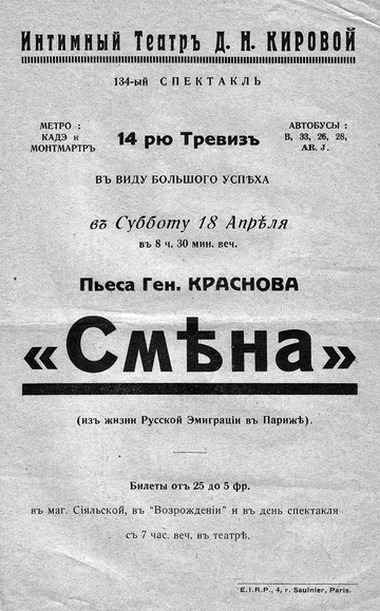 Интимный Театръ Д. Н. КИРОВОЙ
134-ый СПЕКТАКЛЬ
МЕТРО :
КАДЭ и
МОНТМАРТРЪ
14 рю Тревизъ
АВТОБУСЫ :
B, 33, 26, 28,
AR. J.
ВЪ ВИДУ БОЛЬШОГО УСПѢХА
въ Субботу 18 Апрѣля
в 8 ч. 30 мин. веч.
Пьеса Ген. КРАСНОВА
«Смѣна»
(изъ жизни Русской Эмиграціи въ Парижѣ).
Билеты отъ 25 до 5 фр.
въ маг. Сіяльской, въ "Возрожденіи" и въ день спектакля
съ 7 час. веч. въ театрѣ.
E.I.R.P., 4, r. Saulnier, Paris.